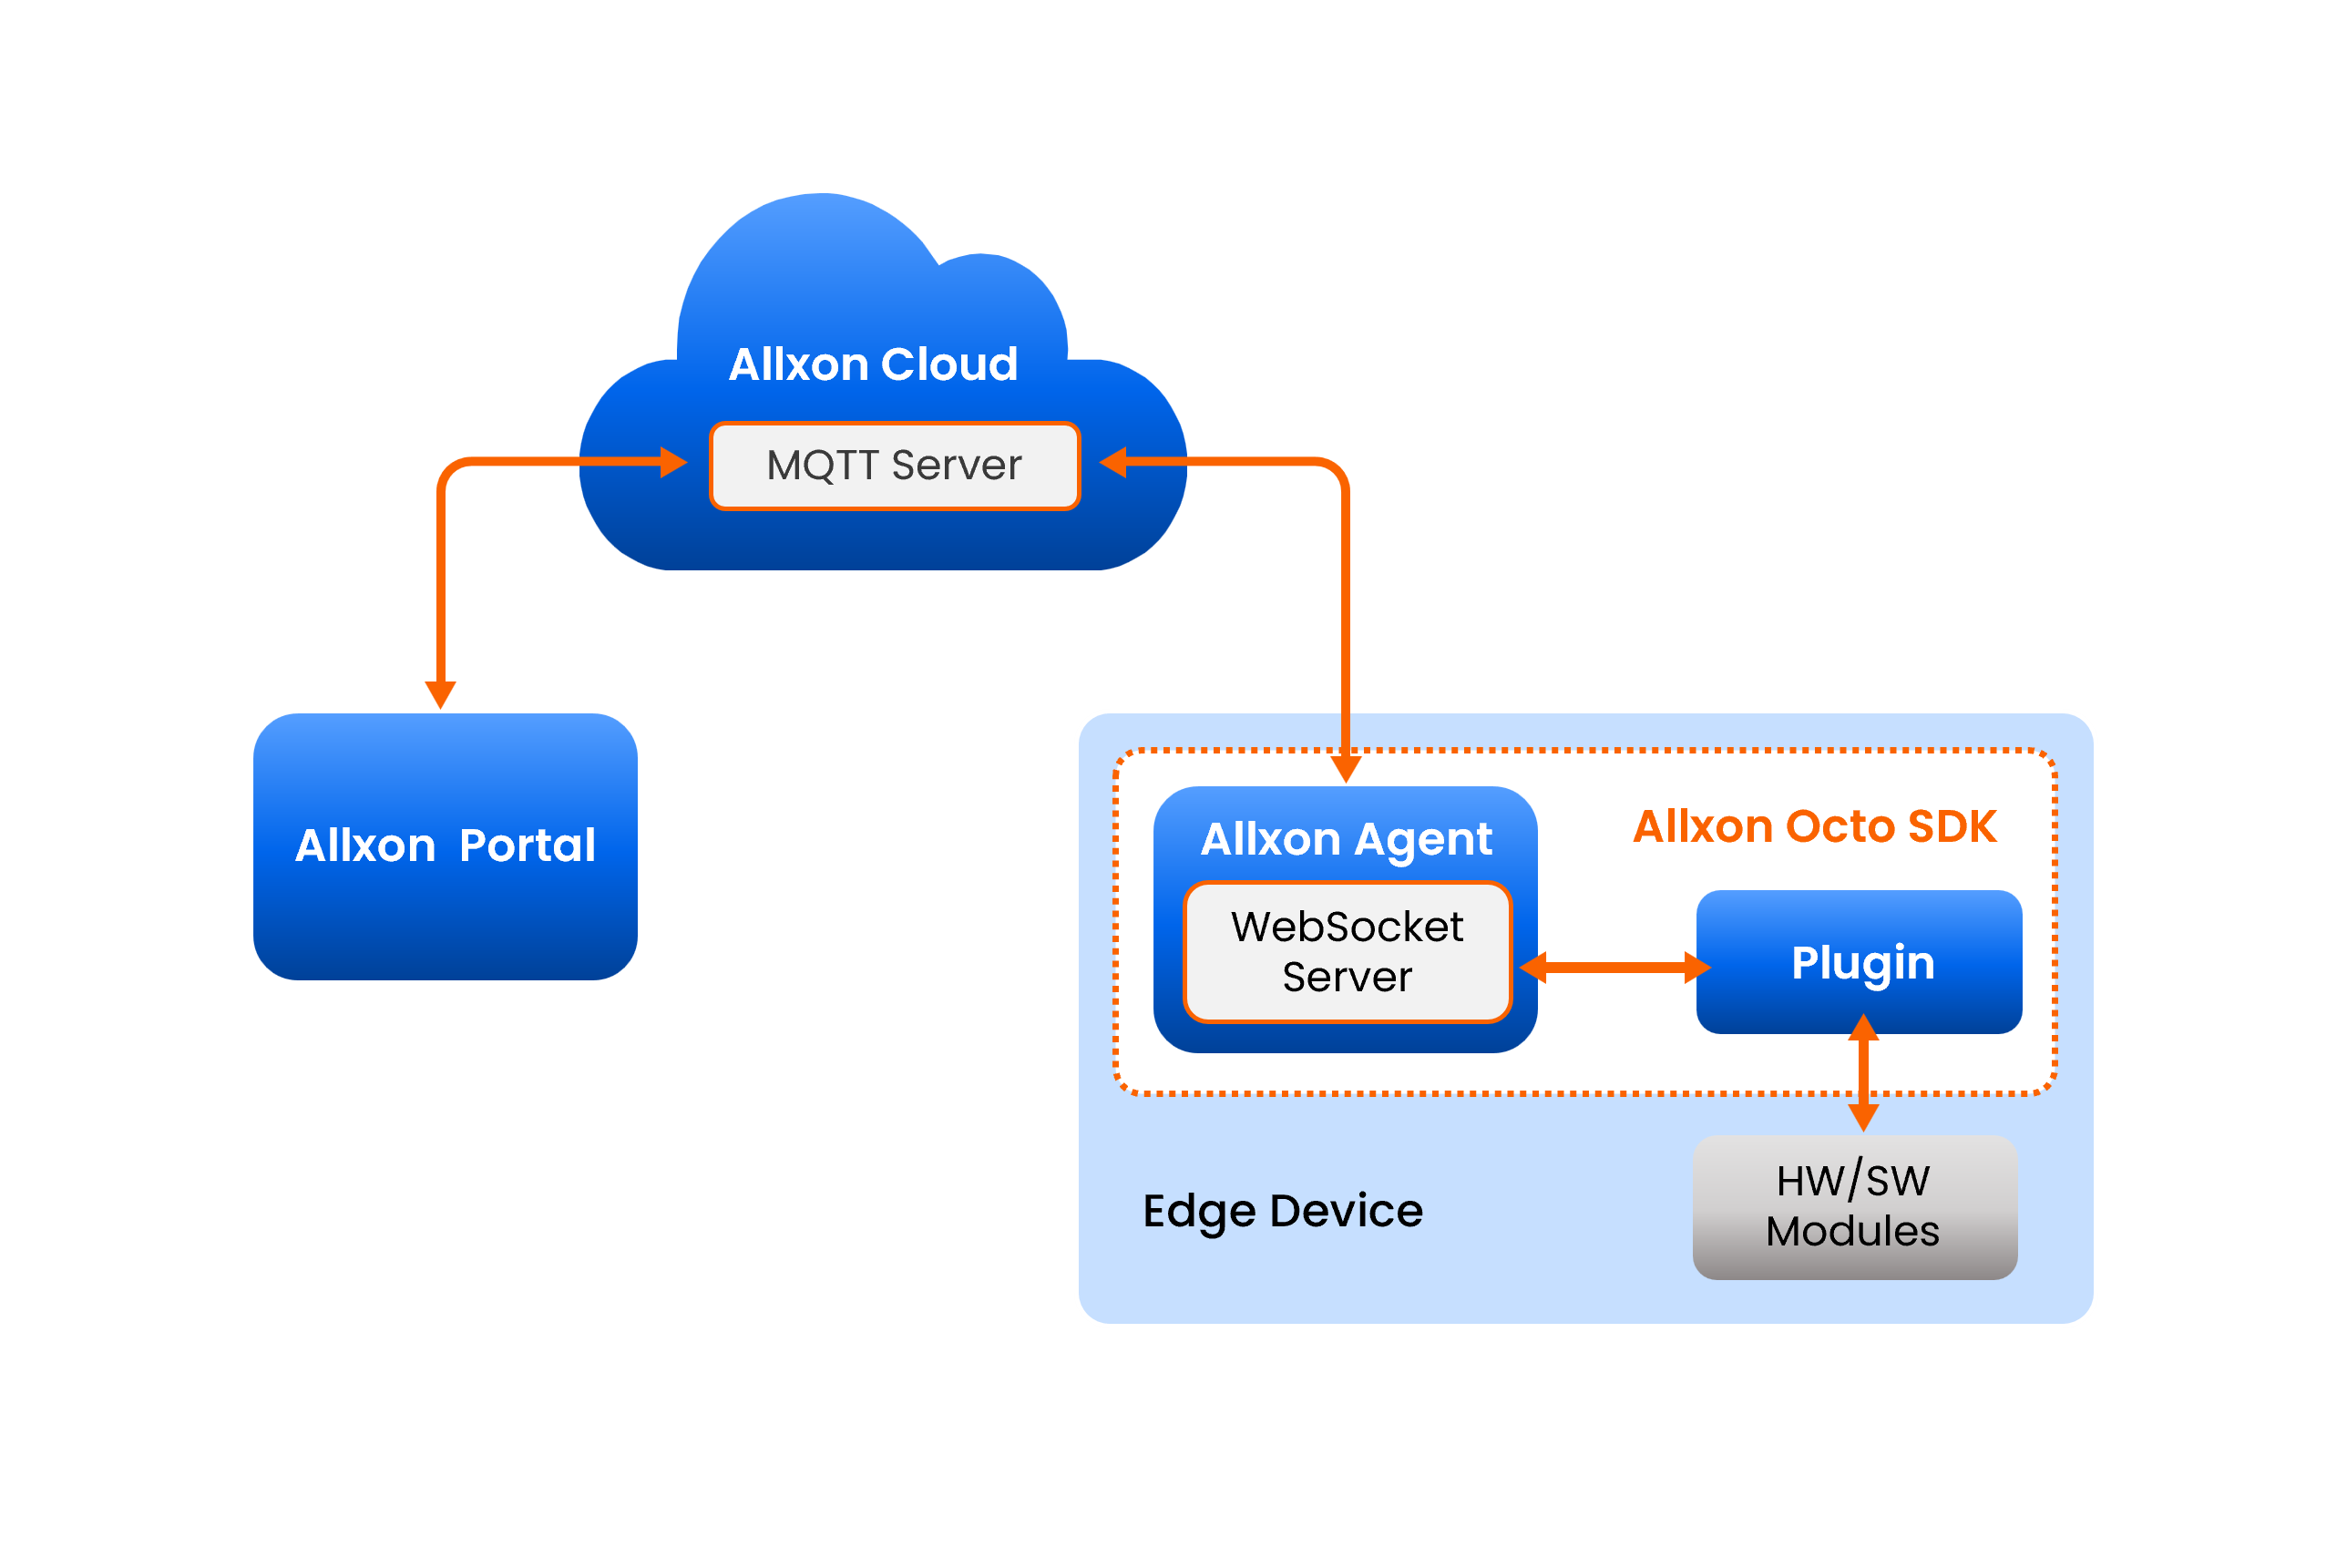 Allxon Cloud
MQTT Server
Allxon Portal
Allxon Agent
WebSocket
Server
Allxon Octo SDK
Plugin
Edge Device
HW/SW
Modules